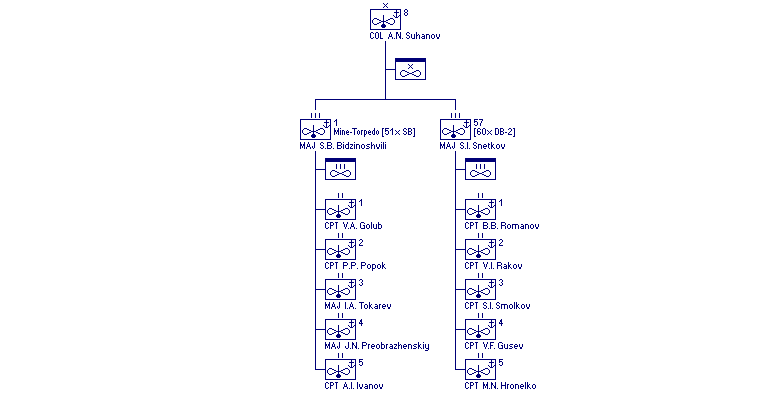 8
COL A.N. Suhanov
1
Mine-Torpedo [51x SB]
MAJ S.B. Bidzinoshvili
57
[60x DB-2]
MAJ S.I. Snetkov
1
CPT V.A. Golub
2
CPT P.P. Popok
3
MAJ I.A. Tokarev
4
MAJ J.N. Preobrazhenskiy
5
CPT A.I. Ivanov
1
CPT B.B. Romanov
2
CPT V.I. Rakov
3
CPT S.I. Smolkov
4
CPT V.F. Gusev
5
CPT M.N. Hronelko